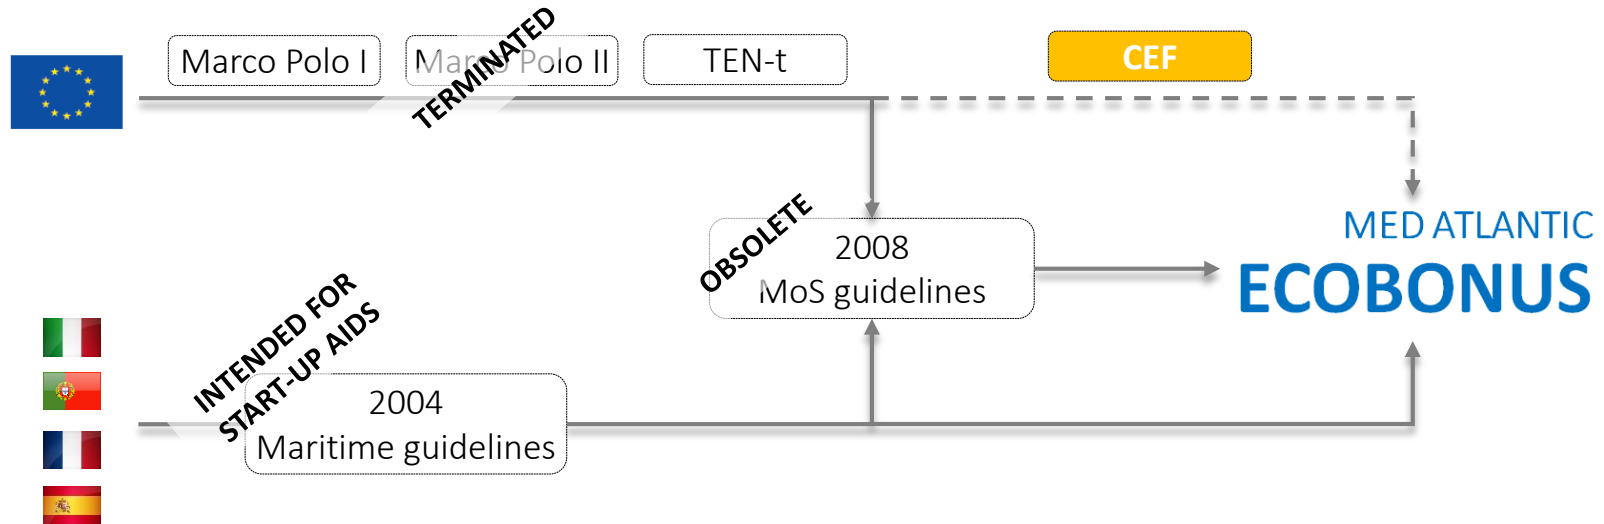 Marco Polo I
Marco Polo II
TERMINATED
TEN-t
CEF
OBSOLETE
2008
MoS guidelines
MED ATLANTIC
ECOBONUS
INTENDED FOR
START-UP AIDS
2004
Maritime guidelines